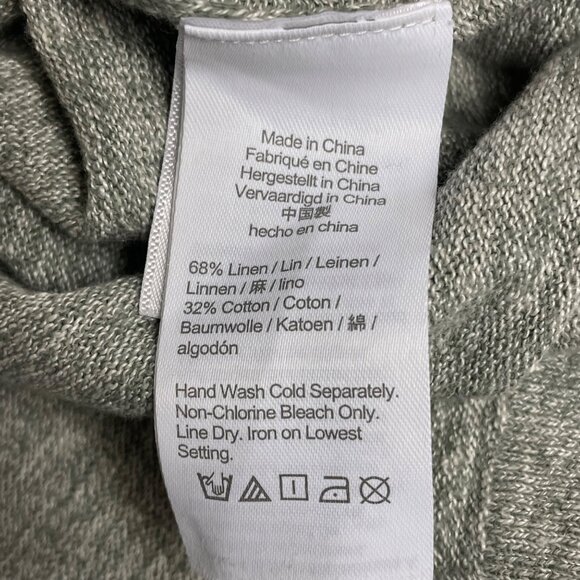 Made in China
Fabriqué en Chine
Hergestellt in China
Vervaardigd in China
中国製
hecho en china
68% Linen / Lin / Leinen /
Linnen / 麻 / lino
32% Cotton / Coton /
Baumwolle / Katoen / 綿 /
algodón
Hand Wash Cold Separately.
Non-Chlorine Bleach Only.
Line Dry. Iron on Lowest
Setting.